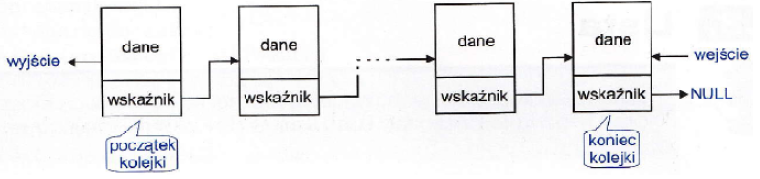 dane
dane
dane
dane
wyjście
wejście
wskaźnik
wskaźnik
wskaźnik
wskaźnik
NULL
początek
kolejki
koniec
kolejki